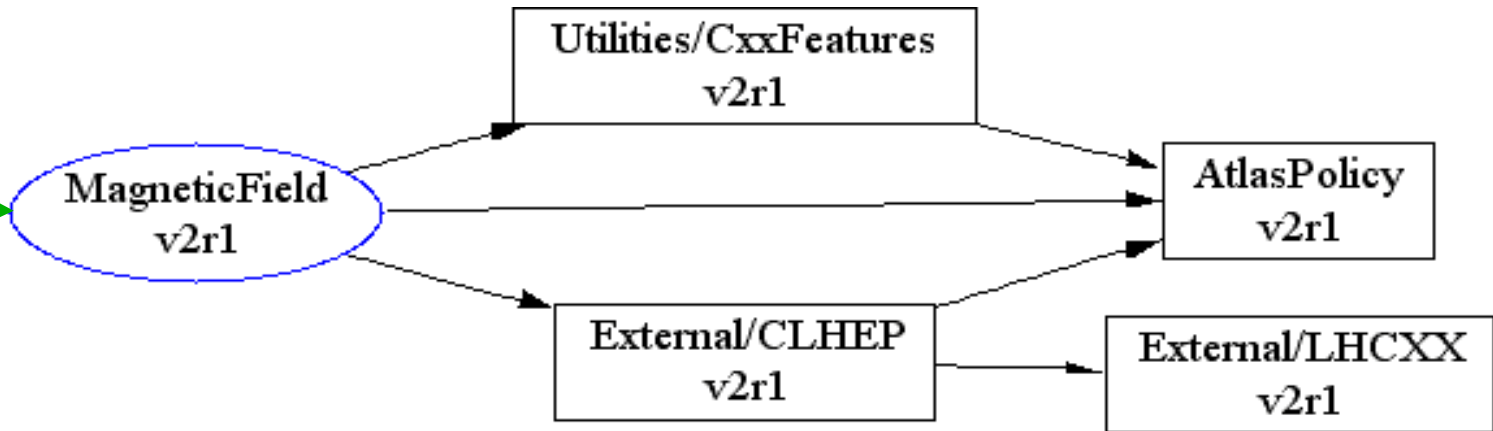 Utilities/CxxFeatures
v2r1
MagneticField
v2r1
AtlasPolicy
v2r1
External/CLHEP
v2r1
External/LHCXX
v2r1